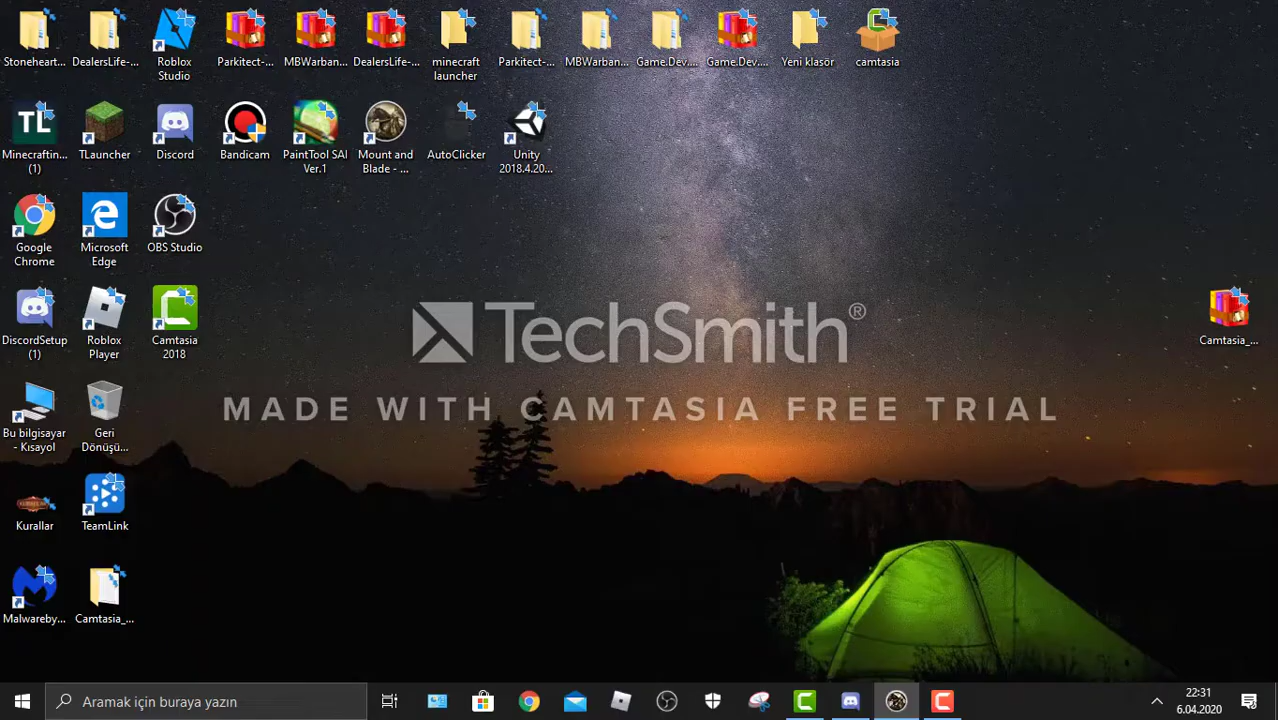 Stoneheart...
DealersLife-...
Roblox
Studio
Parkitect-...
MBWarban...
DealersLife-...
minecraft
launcher
Parkitect-...
MBWarban...
Game.Dev....
Game.Dev....
Yeni klasör
camtasia
TL
Minecraftin...
(1)
TLauncher
Discord
Bandicam
PaintTool SAI
Ver.1
Mount and
Blade - ...
AutoClicker
Unity
2018.4.20...
Google
Chrome
Microsoft
Edge
OBS Studio
DiscordSetup
(1)
Roblox
Player
Camtasia
2018
Camtasia_...
TechSmith®
MADE WITH CAMTASIA FREE TRIAL
Bu bilgisayar
- Kısayol
Geri
Dönüşü...
Kurallar
TeamLink
Malwareby...
Camtasia_...
Aramak için buraya yazın
22:31
6.04.2020